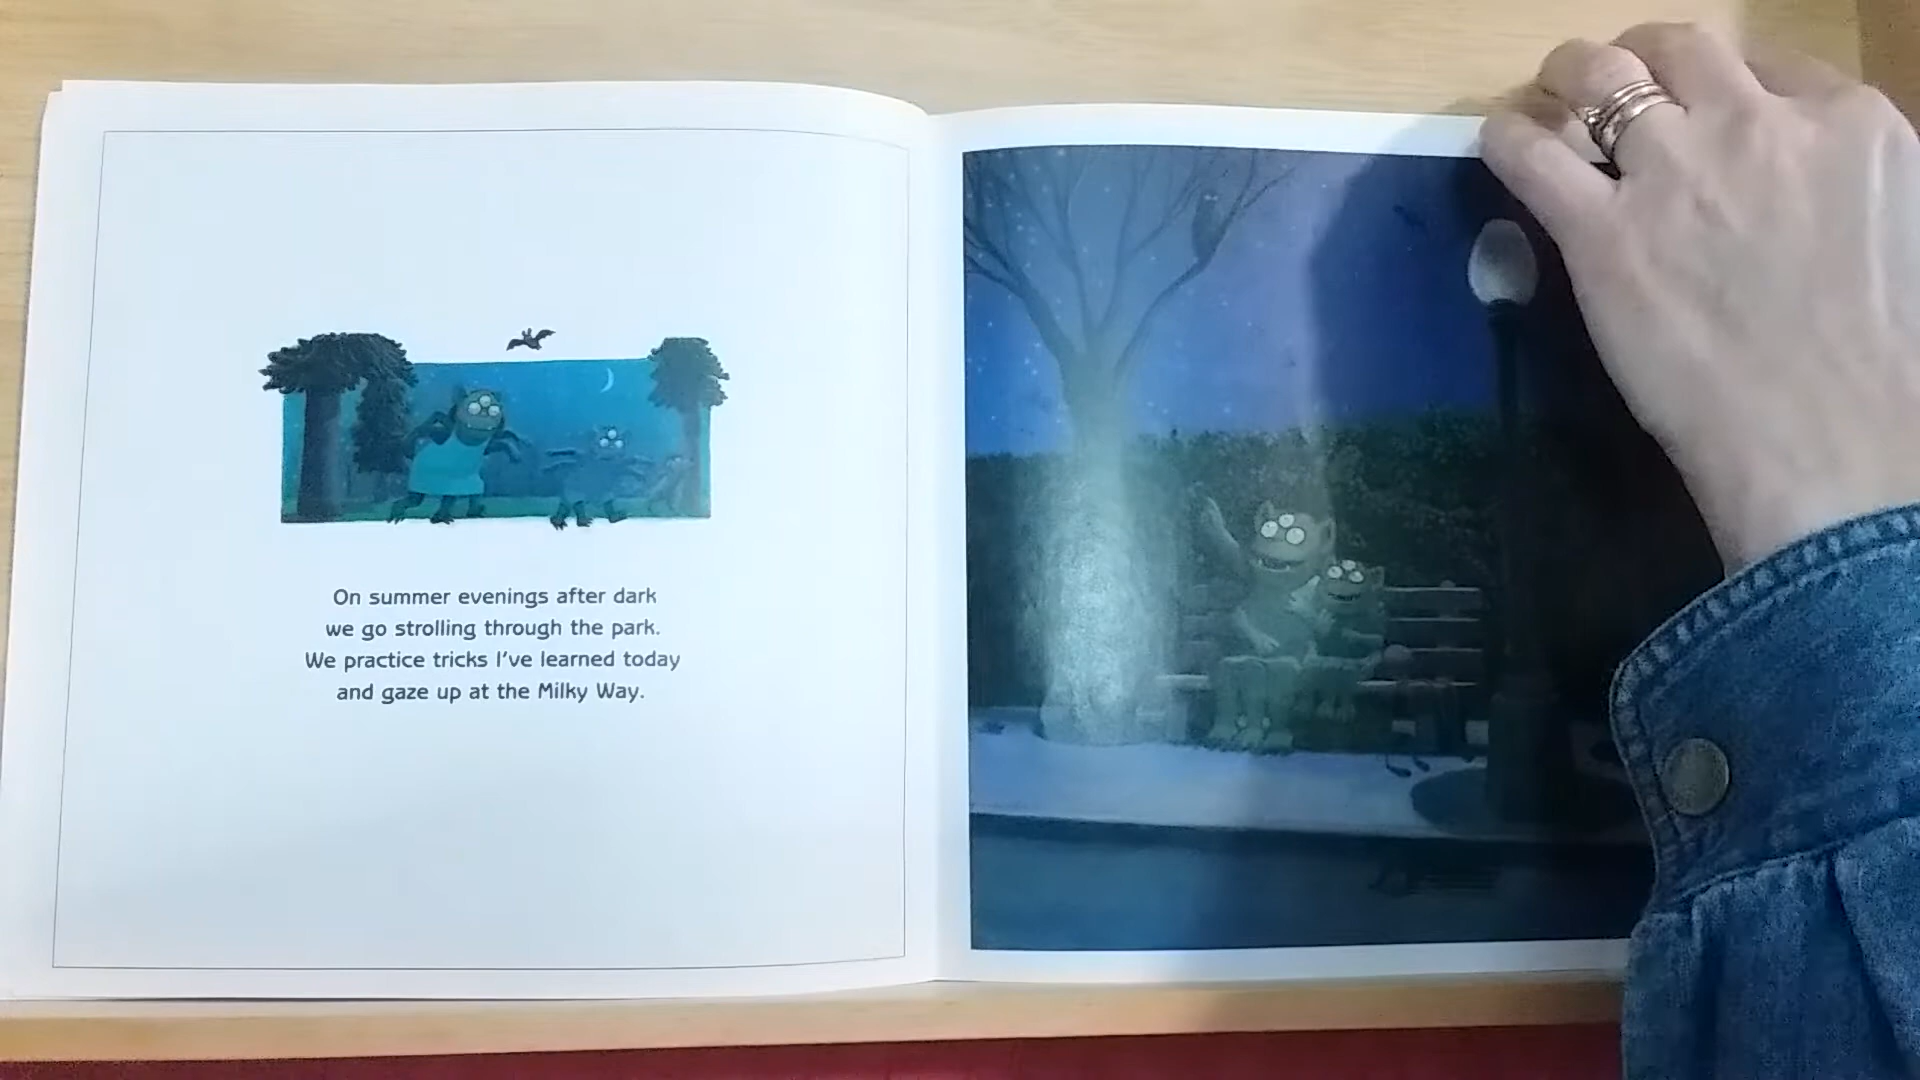 On summer evenings after dark
we go strolling through the park.
We practice tricks I've learned today
and gaze up at the Milky Way.